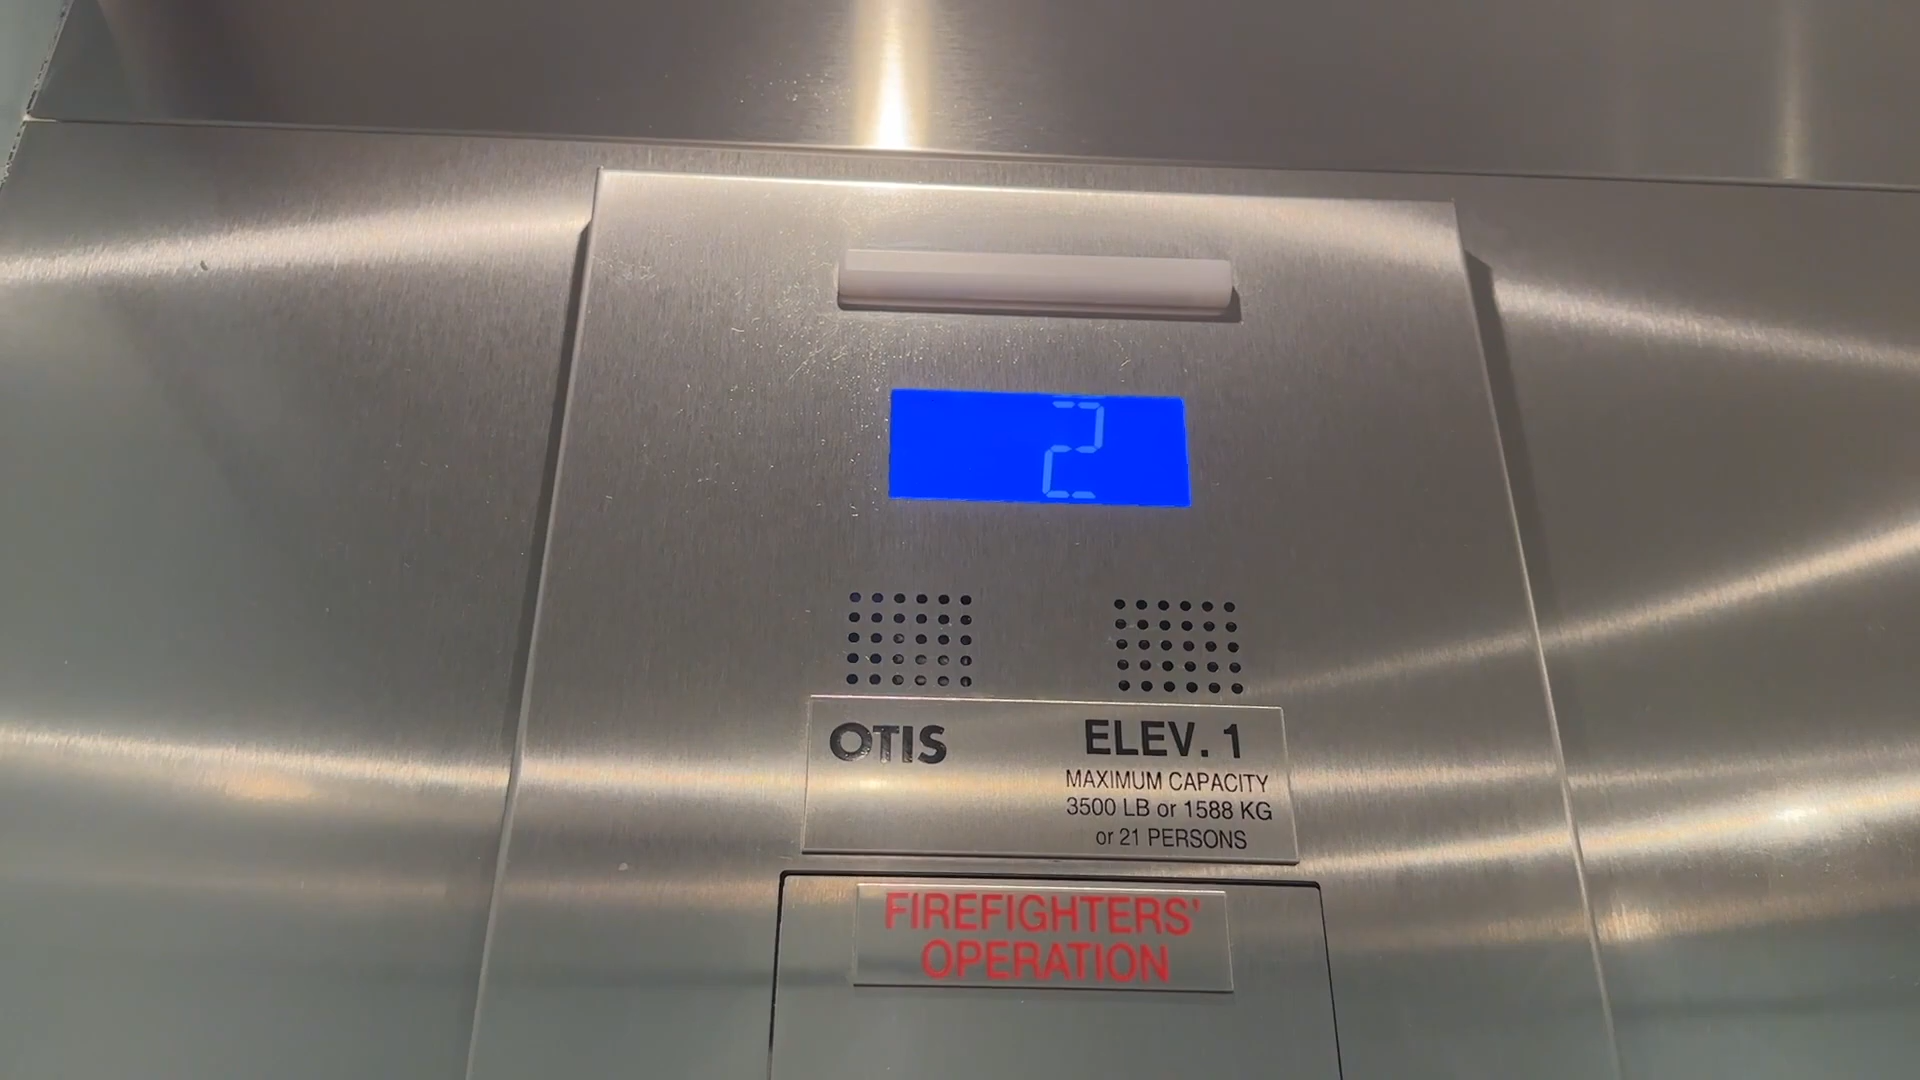 2
OTIS
ELEV. 1
MAXIMUM CAPACITY
3500 LB or 1588 KG
or 21 PERSONS
FIREFIGHTERS'
OPERATION